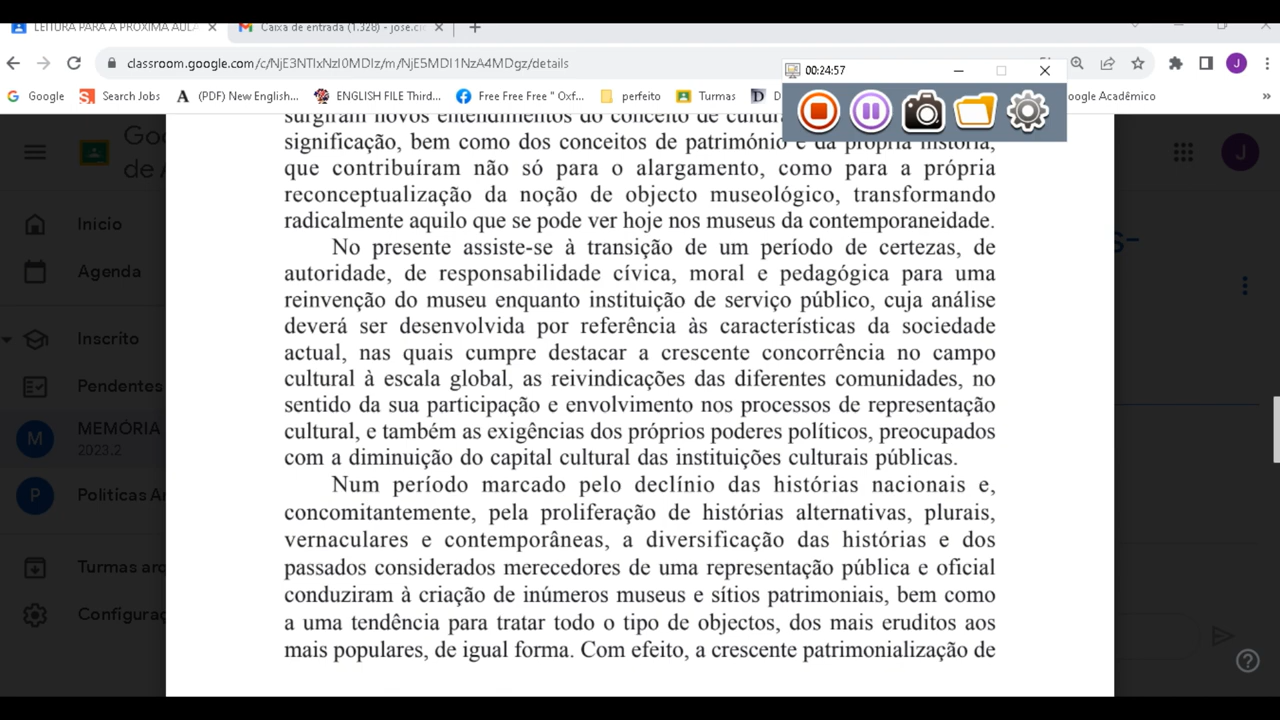 LEITURA PARA A PRÓXIMA AULA
Caixa de entrada (1.328) - jose.ci
classroom.google.com/c/NjE3NTIxNzI0MDIz/m/NjE5MDI1NzA4MDgz/details
00:24:57
J
Google
Search Jobs
(PDF) New English...
ENGLISH FILE Third...
Free Free Free " Oxf...
perfeito
Turmas
D
oogle Acadêmico
Goo
de A
J
Início
Agenda
Inscrito
Pendentes
M
MEMÓRIA
2023.2
P
Politicas Ar
Turmas arq
Configura
s-
surgiram novos entendimentos do conceito de cultu
significação, bem como dos conceitos de património e da própria história,
que contribuíram não só para o alargamento, como para a própria
reconceptualização da noção de objecto museológico, transformando
radicalmente aquilo que se pode ver hoje nos museus da contemporaneidade.
No presente assiste-se à transição de um período de certezas, de
autoridade, de responsabilidade cívica, moral e pedagógica para uma
reinvenção do museu enquanto instituição de serviço público, cuja análise
deverá ser desenvolvida por referência às características da sociedade
actual, nas quais cumpre destacar a crescente concorrência no campo
cultural à escala global, as reivindicações das diferentes comunidades, no
sentido da sua participação e envolvimento nos processos de representação
cultural, e também as exigências dos próprios poderes políticos, preocupados
com a diminuição do capital cultural das instituições culturais públicas.
Num período marcado pelo declínio das histórias nacionais e,
concomitantemente, pela proliferação de histórias alternativas, plurais,
vernaculares e contemporâneas, a diversificação das histórias e dos
passados considerados merecedores de uma representação pública e oficial
conduziram à criação de inúmeros museus e sítios patrimoniais, bem como
a uma tendência para tratar todo o tipo de objectos, dos mais eruditos aos
mais populares, de igual forma. Com efeito, a crescente patrimonialização de